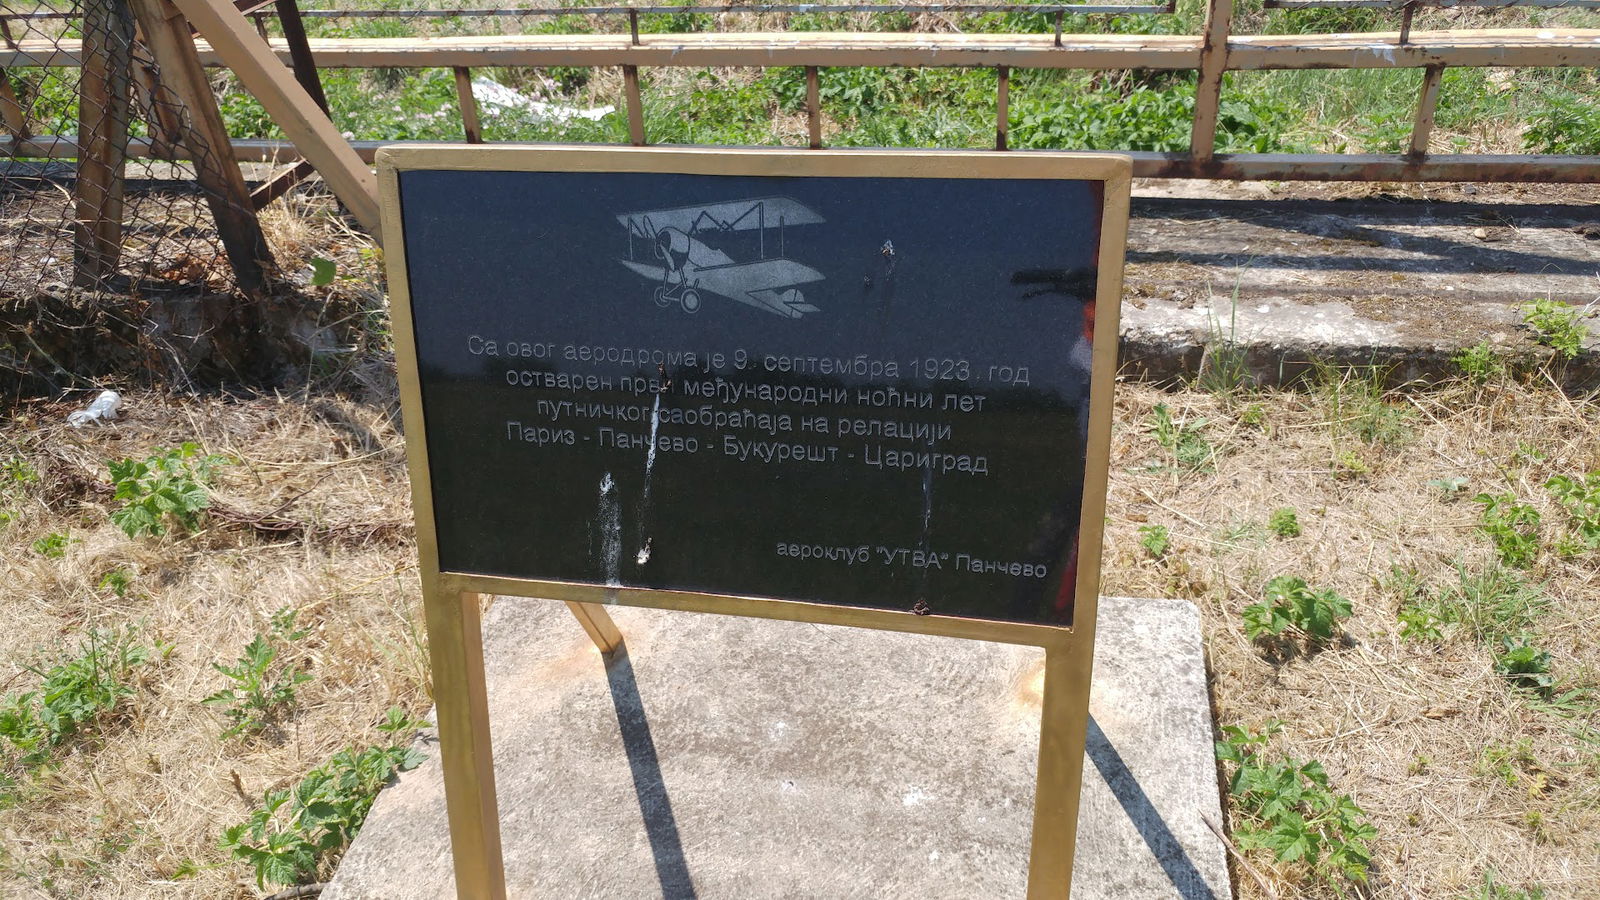 Са овог аеродрома је 9. септембра 1923. год
остварен први међународни ноћни лет
путничког саобраћаја на релацији
Париз - Панчево - Букурешт - Цариград
аероклуб "УТВА" Панчево